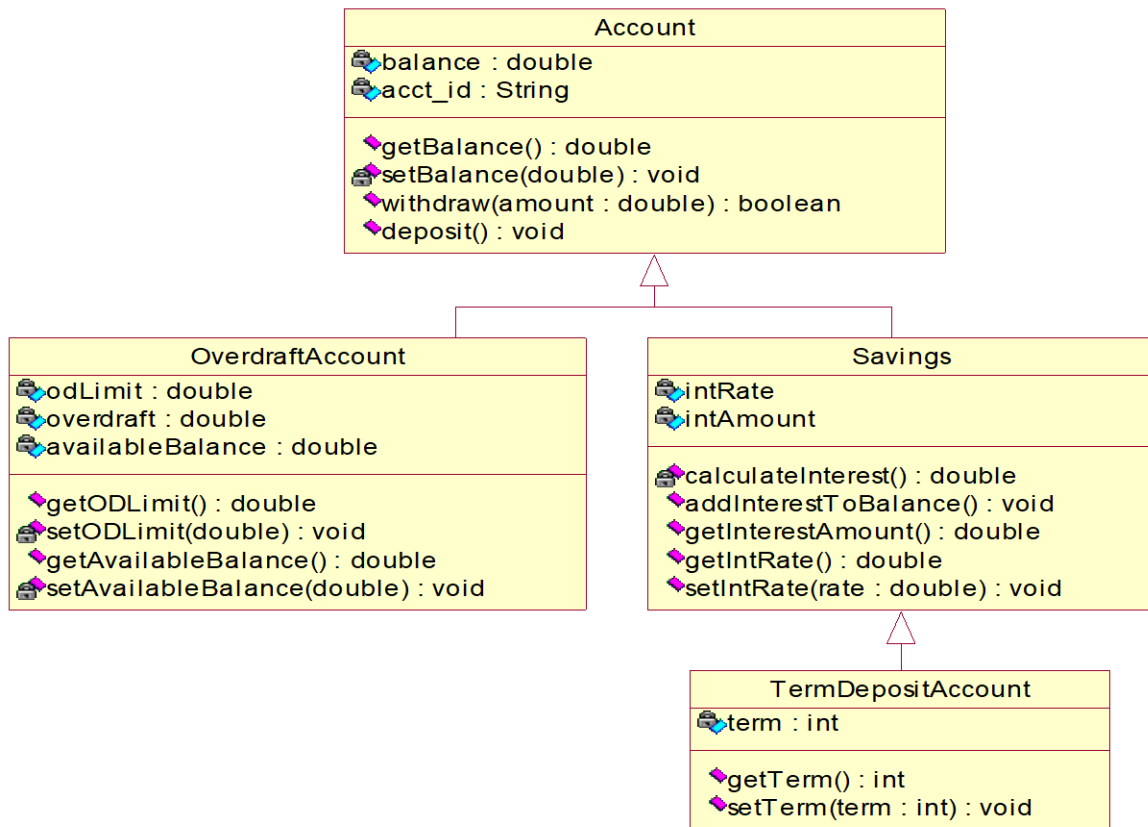 Account
balance : double
acct_id : String
getBalance() : double
setBalance(double) : void
withdraw(amount : double) : boolean
deposit() : void
OverdraftAccount
odLimit : double
overdraft : double
availableBalance : double
getODLimit() : double
setODLimit(double) : void
getAvailableBalance() : double
setAvailableBalance(double) : void
Savings
intRate
intAmount
calculateInterest() : double
addInterestToBalance() : void
getInterestAmount() : double
getIntRate() : double
setIntRate(rate : double) : void
TermDepositAccount
term : int
getTerm() : int
setTerm(term : int) : void